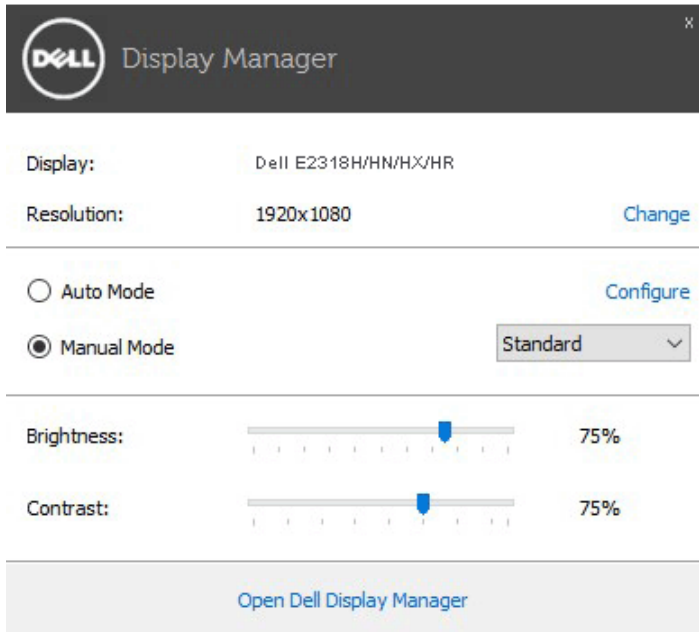 x
DELL Display Manager
Display: Dell E2318H/HN/HX/HR
Resolution: 1920x1080 Change
Auto Mode Configure
Manual Mode Standard
Brightness: 75%
Contrast: 75%
Open Dell Display Manager